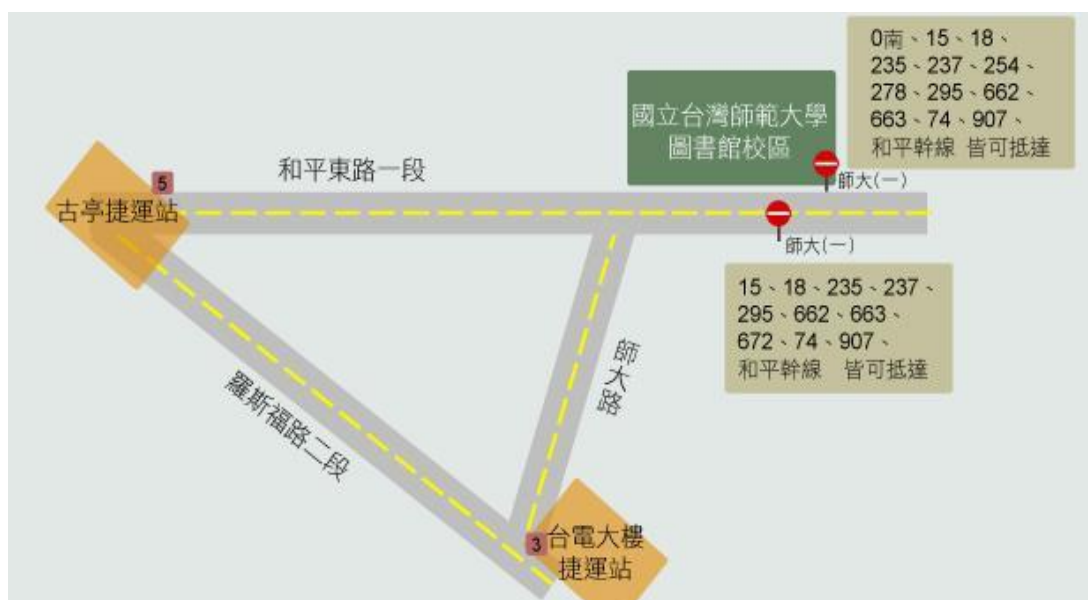 0南、15、18、
235、237、254、
278、295、662、
663、74、907、
和平幹線 皆可抵達
國立台灣師範大學
圖書館校區
和平東路一段
師大(一)
5
古亭捷運站
師大(一)
15、18、235、237、
295、662、663、
672、74、907、
和平幹線 皆可抵達
師大路
羅斯福路二段
3
台電大樓
捷運站